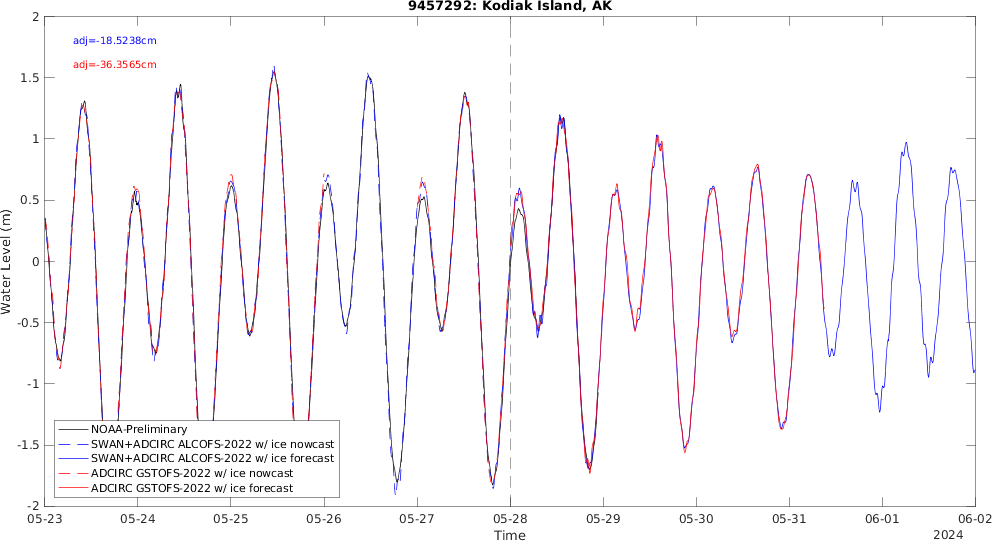 9457292: Kodiak Island, AK
adj=-18.5238cm
adj=-36.3565cm
Water Level (m)
2
1.5
1
0.5
0
-0.5
-1
-1.5
-2
NOAA-Preliminary
SWAN+ADCIRC ALCOFS-2022 w/ ice nowcast
SWAN+ADCIRC ALCOFS-2022 w/ ice forecast
ADCIRC GSTOFS-2022 w/ ice nowcast
ADCIRC GSTOFS-2022 w/ ice forecast
05-23 05-24 05-25 05-26 05-27 05-28 05-29 05-30 05-31 06-01 06-02
Time
2024